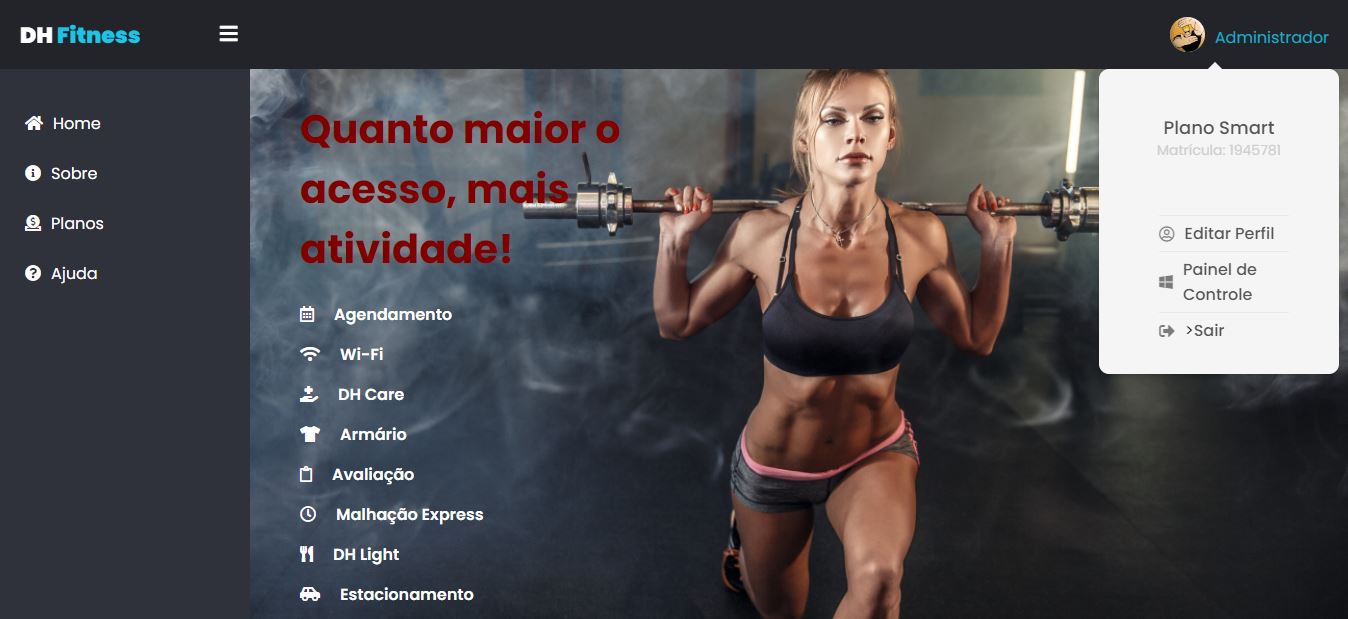 DH Fitness
Administrador
Home
Sobre
Planos
Ajuda
Quanto maior o
acesso, mais
atividade!
Agendamento
Wi-Fi
DH Care
Armário
Avaliação
Malhação Express
DH Light
Estacionamento
Plano Smart
Matrícula: 1945781
Editar Perfil
Painel de
Controle
>Sair